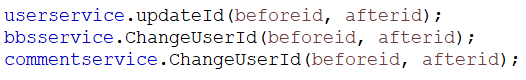 userservice.updateId(beforeid, afterid);
bbsservice.ChangeUserId(beforeid, afterid);
commentservice.ChangeUserId(beforeid, afterid);